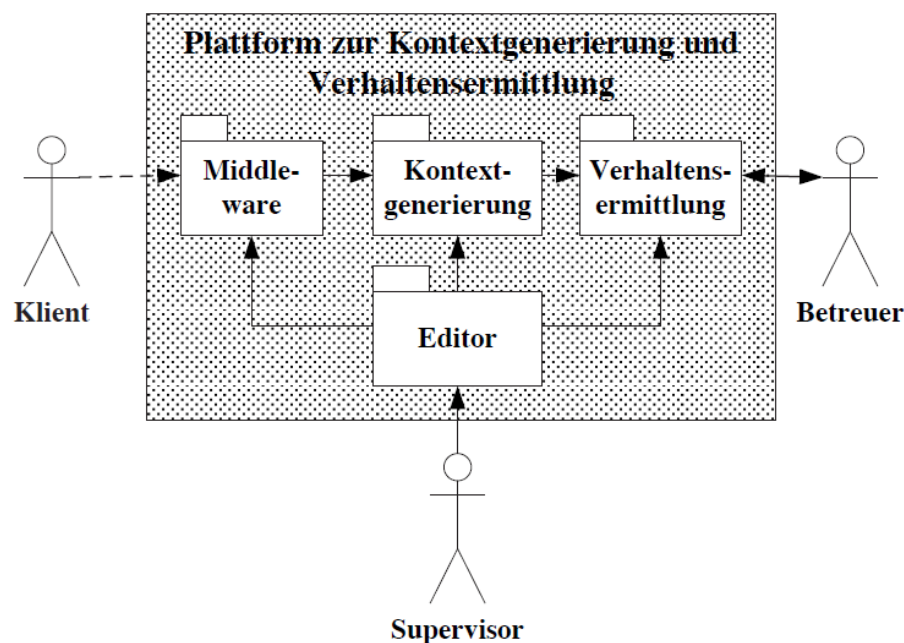 Plattform zur Kontextgenerierung und
Verhaltensermittlung
Middle-
ware
Kontext-
generierung
Verhaltens-
ermittlung
Klient
Editor
Betreuer
Supervisor